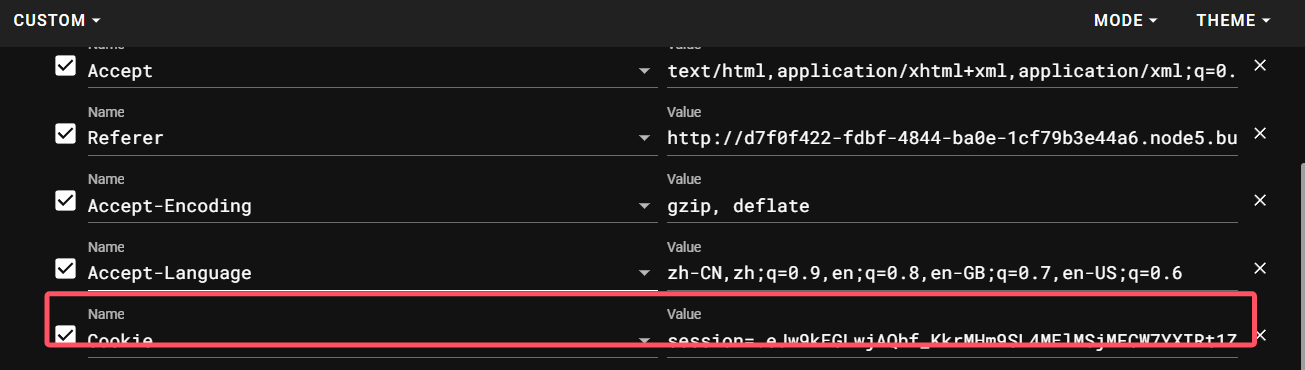 CUSTOM MODE THEME
Name Value
Accept text/html,application/xhtml+xml,application/xml;q=0.
Name Value
Referer http://d7f0f422-fdbf-4844-ba0e-1cf79b3e44a6.node5.bu
Name Value
Accept-Encoding gzip, deflate
Name Value
Accept-Language zh-CN,zh;q=0.9,en;q=0.8,en-GB;q=0.7,en-US;q=0.6
Name Value
Cookie